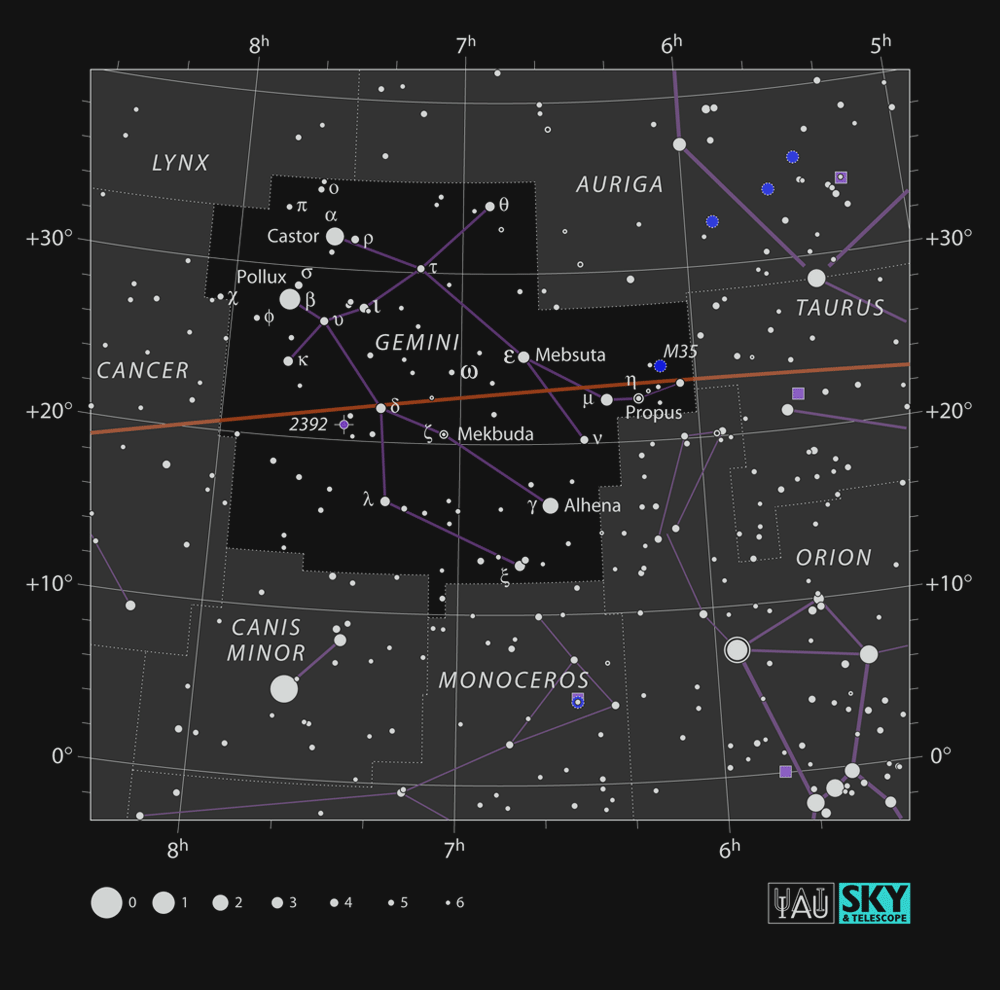 8h 7h 6h 5h
LYNX
AURIGA
ο
π
α
θ
Castor
ρ
+30°
+30°
τ
σ
Pollux
β
χ
ι
TAURUS
φ
υ
GEMINI
ε Mebsuta
M35
κ
CANCER
ω
η
μ
+20°
δ
Propus
+20°
2392
ζ Mekbuda
ν
λ
γ Alhena
ORION
ξ
+10°
+10°
CANIS
MINOR
MONOCEROS
0°
0°
8h 7h 6h
0 1 2 3 4 5 6
IAU
SKY
& TELESCOPE